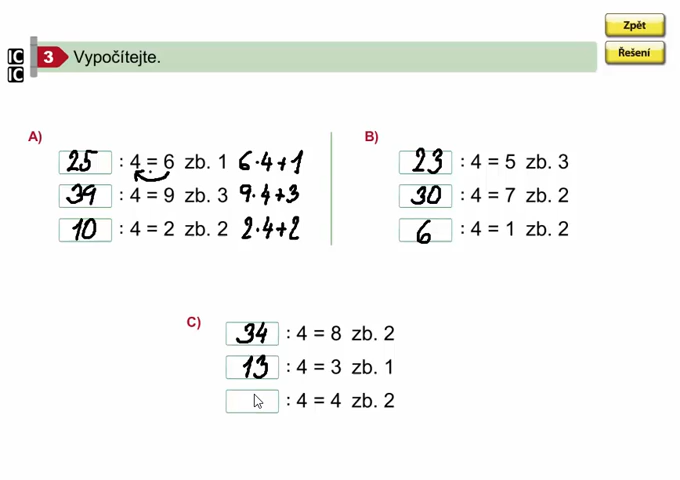 Zpět
Řešení
3 Vypočítejte.
A)
25 : 4 = 6 zb. 1 6·4+1
39 : 4 = 9 zb. 3 9·4+3
10 : 4 = 2 zb. 2 2·4+2
B)
23 : 4 = 5 zb. 3
30 : 4 = 7 zb. 2
6 : 4 = 1 zb. 2
C)
34 : 4 = 8 zb. 2
13 : 4 = 3 zb. 1
: 4 = 4 zb. 2